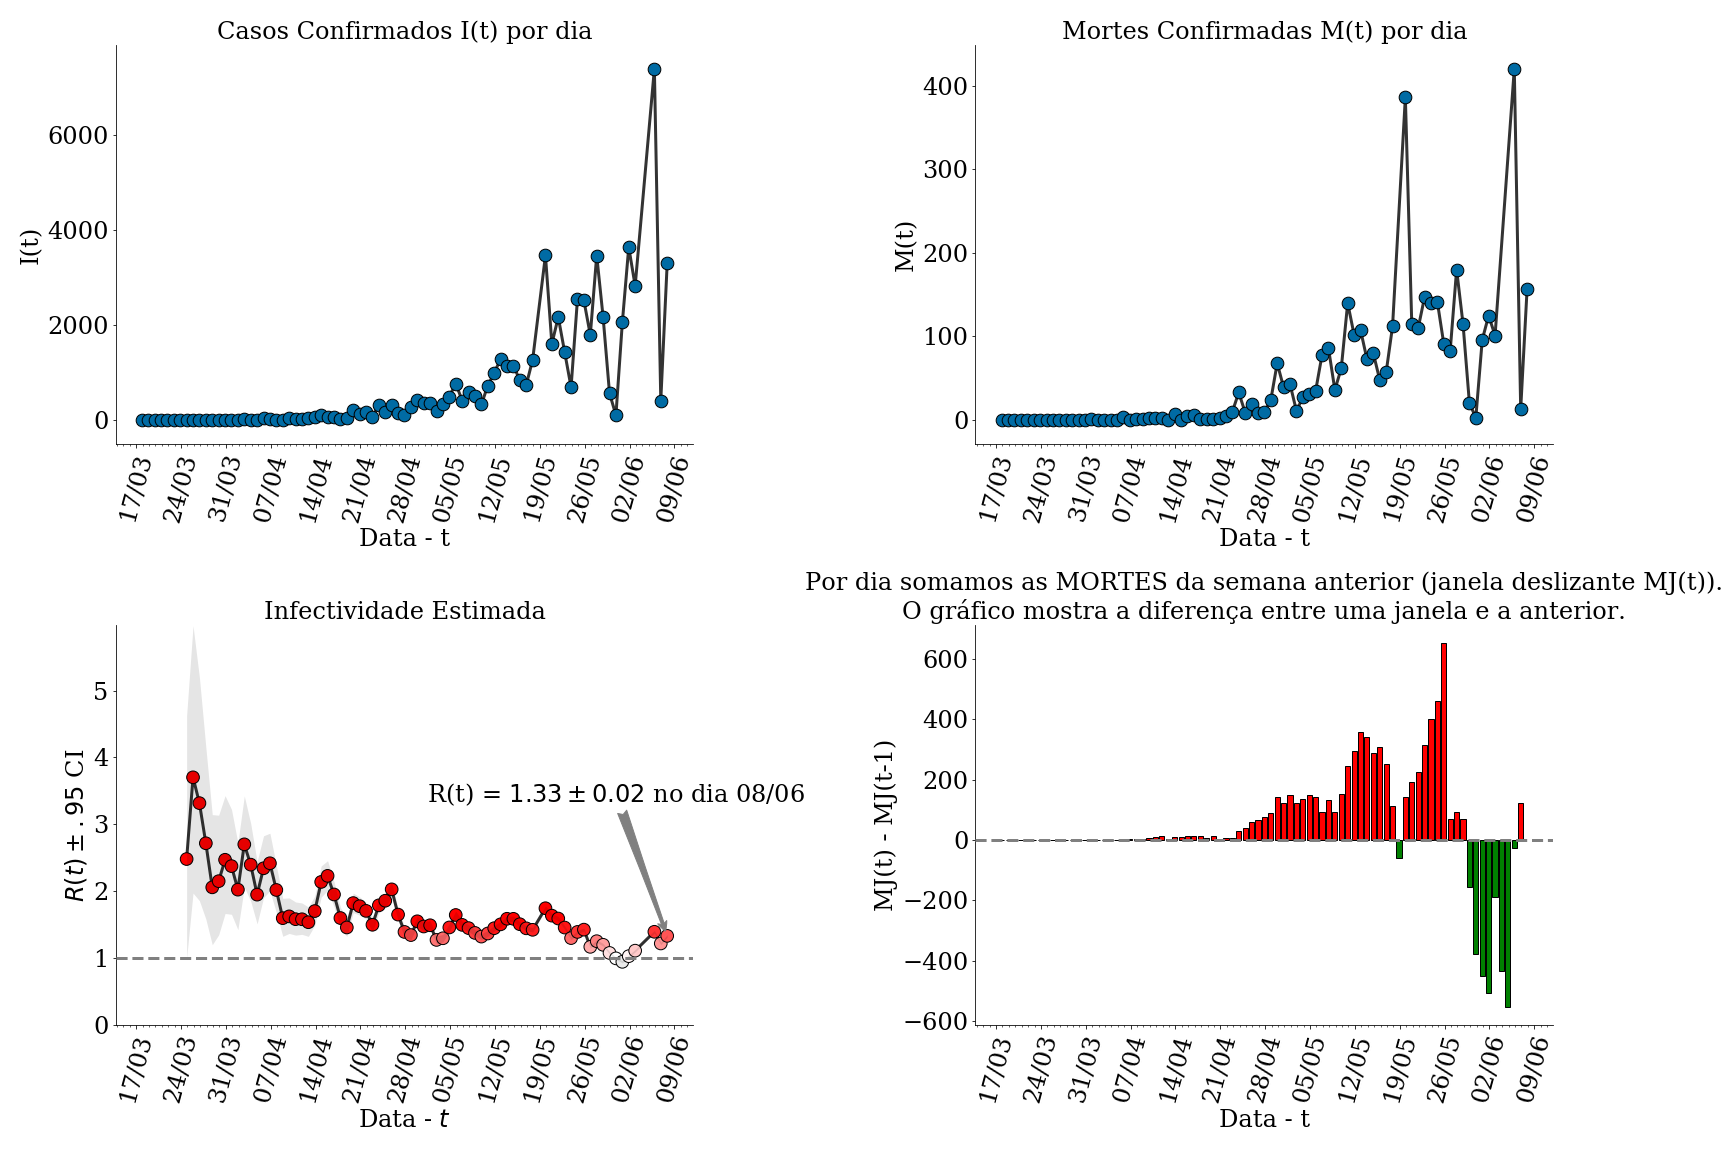 Casos Confirmados I(t) por dia
I(t)
6000
4000
2000
0
17/03 24/03 31/03 07/04 14/04 21/04 28/04 05/05 12/05 19/05 26/05 02/06 09/06
Data - t
Mortes Confirmadas M(t) por dia
M(t)
400
300
200
100
0
17/03 24/03 31/03 07/04 14/04 21/04 28/04 05/05 12/05 19/05 26/05 02/06 09/06
Data - t
Infectividade Estimada
R(t) ± .95 CI
5
4
3
2
1
0
R(t) = 1.33 ± 0.02 no dia 08/06
17/03 24/03 31/03 07/04 14/04 21/04 28/04 05/05 12/05 19/05 26/05 02/06 09/06
Data - t
Por dia somamos as MORTES da semana anterior (janela deslizante MJ(t)).
O gráfico mostra a diferença entre uma janela e a anterior.
MJ(t) - MJ(t-1)
600
400
200
0
−200
−400
−600
17/03 24/03 31/03 07/04 14/04 21/04 28/04 05/05 12/05 19/05 26/05 02/06 09/06
Data - t